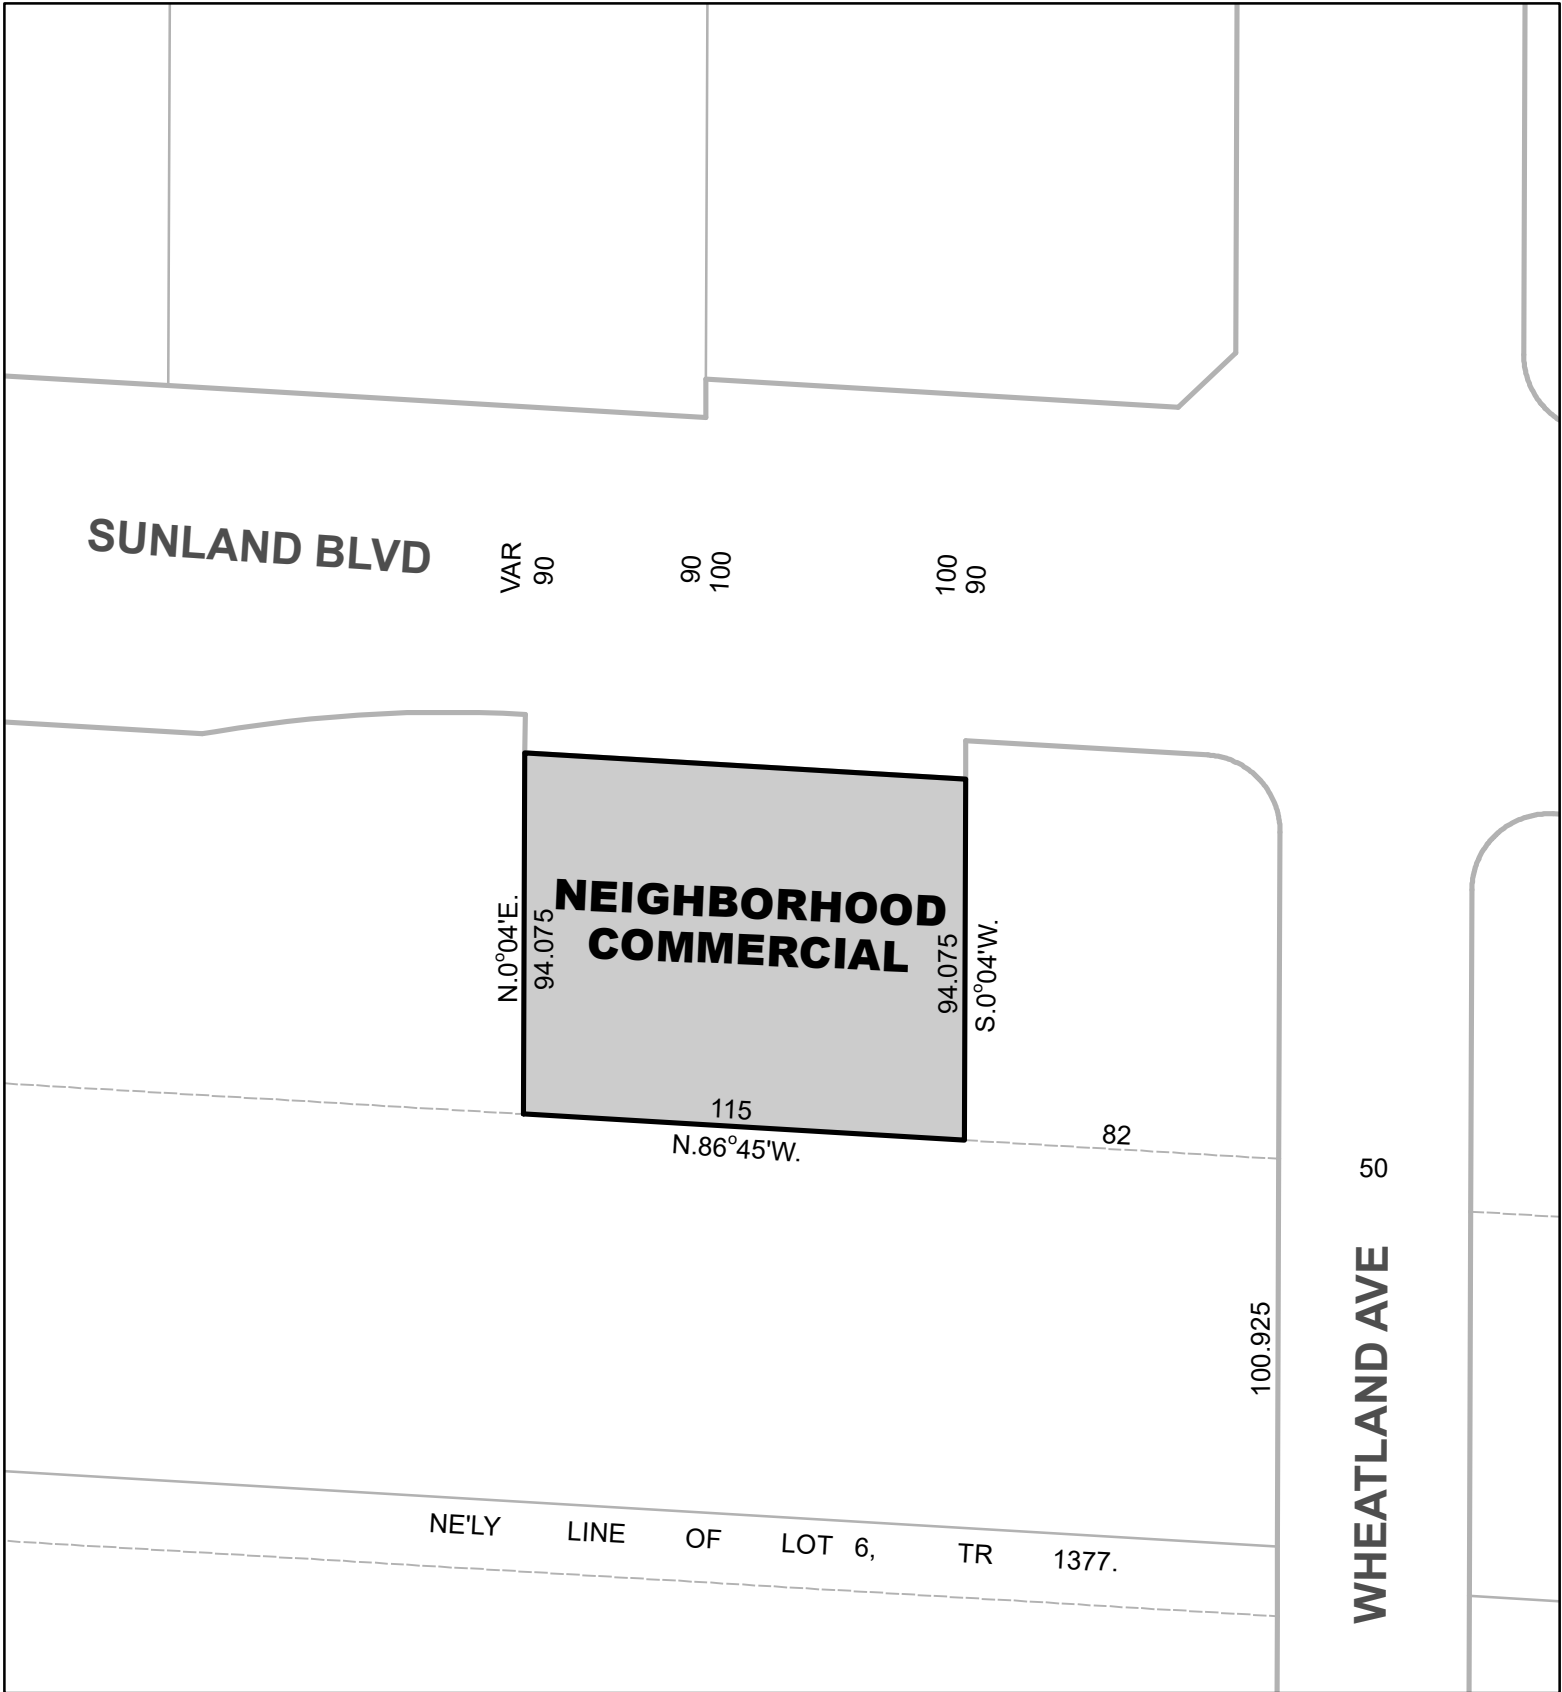 SUNLAND BLVD
VAR
90
90
100
100
90
NEIGHBORHOOD
COMMERCIAL
N.0°04'E.
94.075
94.075
S.0°04'W.
115
N.86°45'W.
82
50
100.925
WHEATLAND AVE
NE'LY LINE OF LOT 6, TR 1377.